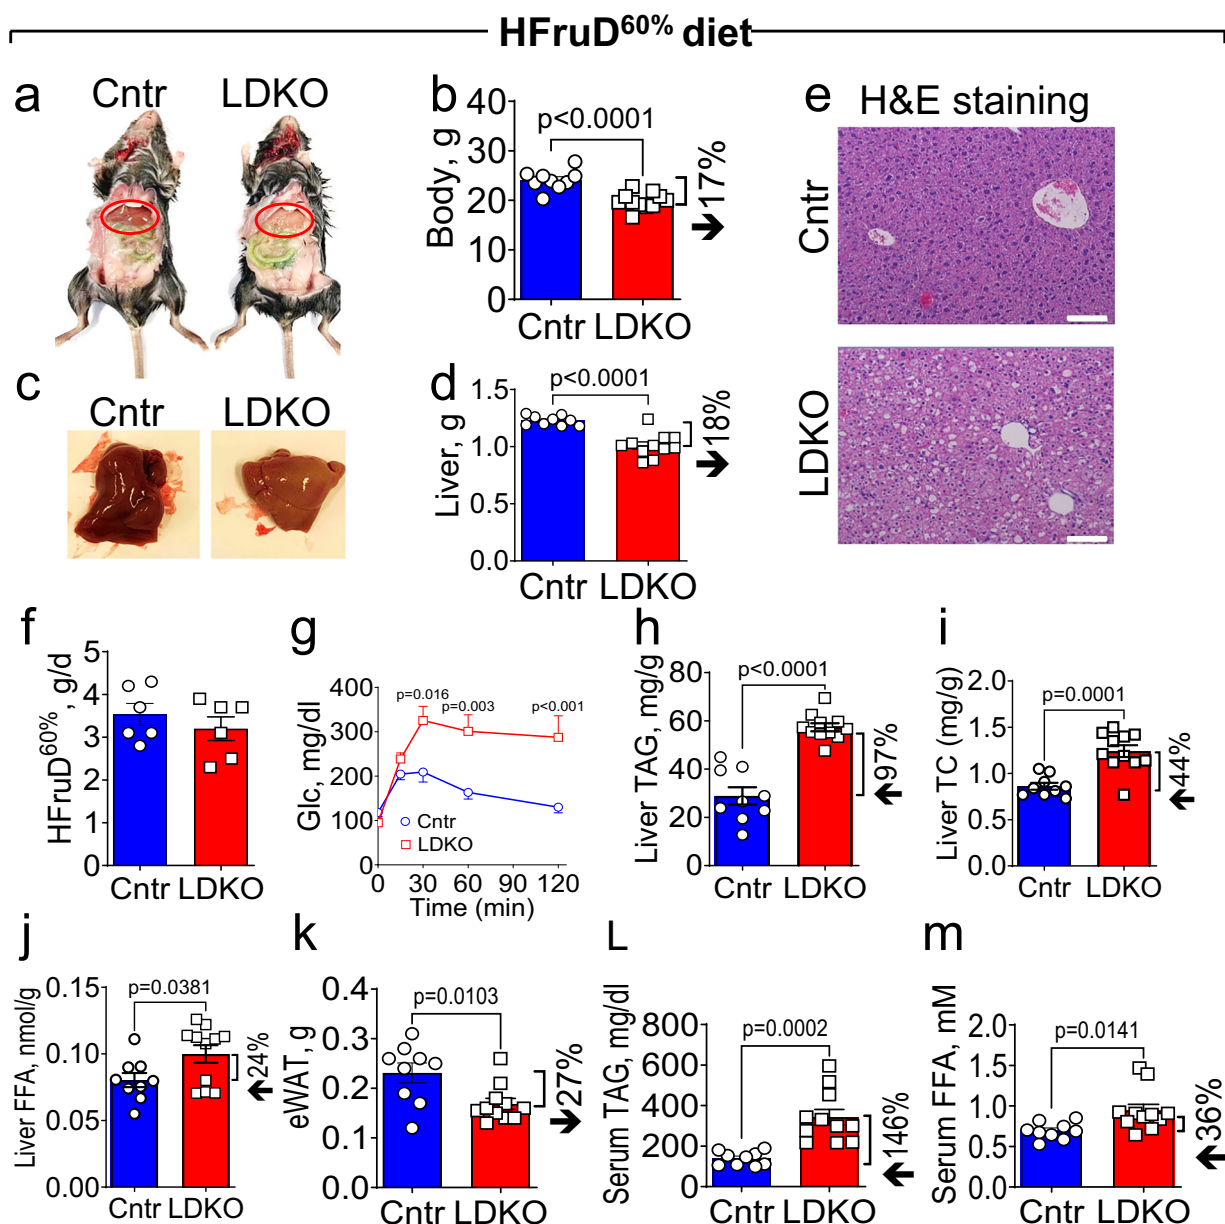 HFruD60% diet
a
Cntr
LDKO
b
Body, g
40
30
20
10
0
p<0.0001
➔17%
Cntr
LDKO
c
Cntr
LDKO
d
Liver, g
1.5
1.0
0.5
0.0
p<0.0001
➔18%
Cntr
LDKO
e
H&E staining
Cntr
LDKO
f
HFruD60%, g/d
5
4
3
2
1
0
Cntr
LDKO
g
Glc, mg/dl
400
300
200
100
p=0.016
p=0.003
p<0.001
Cntr
LDKO
0
30
60
90
120
Time (min)
h
Liver TAG, mg/g
80
60
40
20
0
p<0.0001
➔97%
Cntr
LDKO
i
Liver TC (mg/g)
2.0
1.5
1.0
0.5
0.0
p=0.0001
➔44%
Cntr
LDKO
j
Liver FFA, nmol/g
0.15
0.10
0.05
0.00
p=0.0381
➔24%
Cntr
LDKO
k
eWAT, g
0.4
0.3
0.2
0.1
0.0
p=0.0103
➔27%
Cntr
LDKO
L
Serum TAG, mg/dl
800
600
400
200
0
p=0.0002
➔146%
Cntr
LDKO
m
Serum FFA, mM
2.0
1.5
1.0
0.5
0.0
p=0.0141
➔36%
Cntr
LDKO